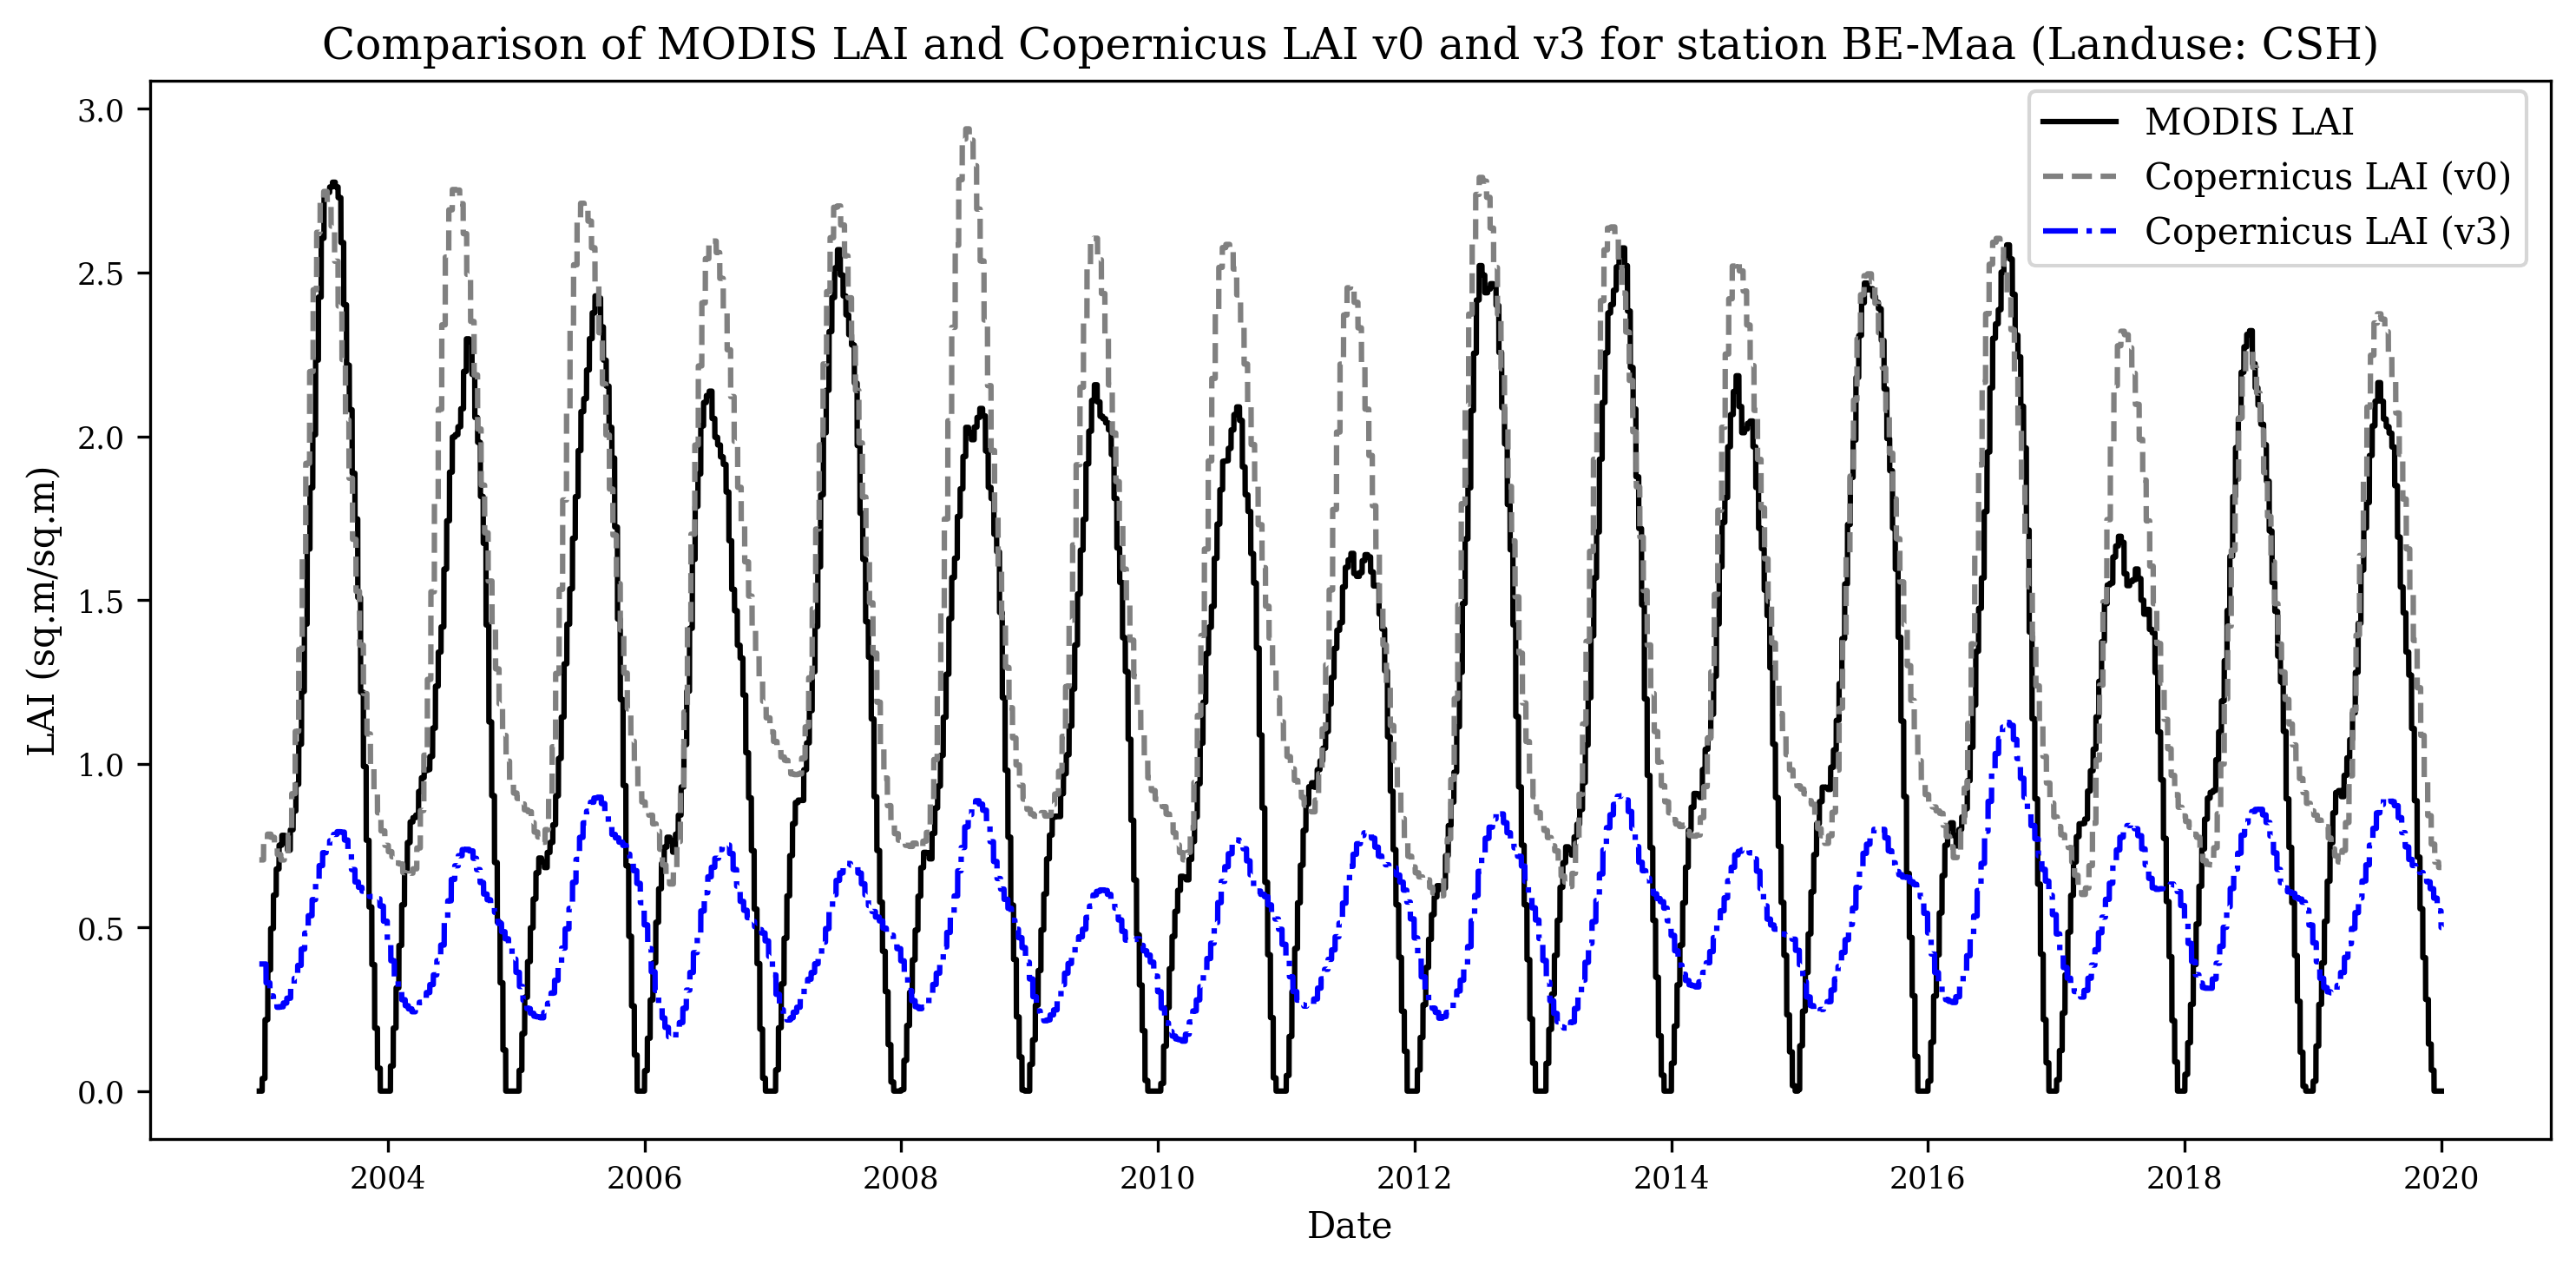 Comparison of MODIS LAI and Copernicus LAI v0 and v3 for station BE-Maa (Landuse: CSH)
MODIS LAI
Copernicus LAI (v0)
Copernicus LAI (v3)
LAI (sq.m/sq.m)
3.0
2.5
2.0
1.5
1.0
0.5
0.0
2004 2006 2008 2010 2012 2014 2016 2018 2020
Date